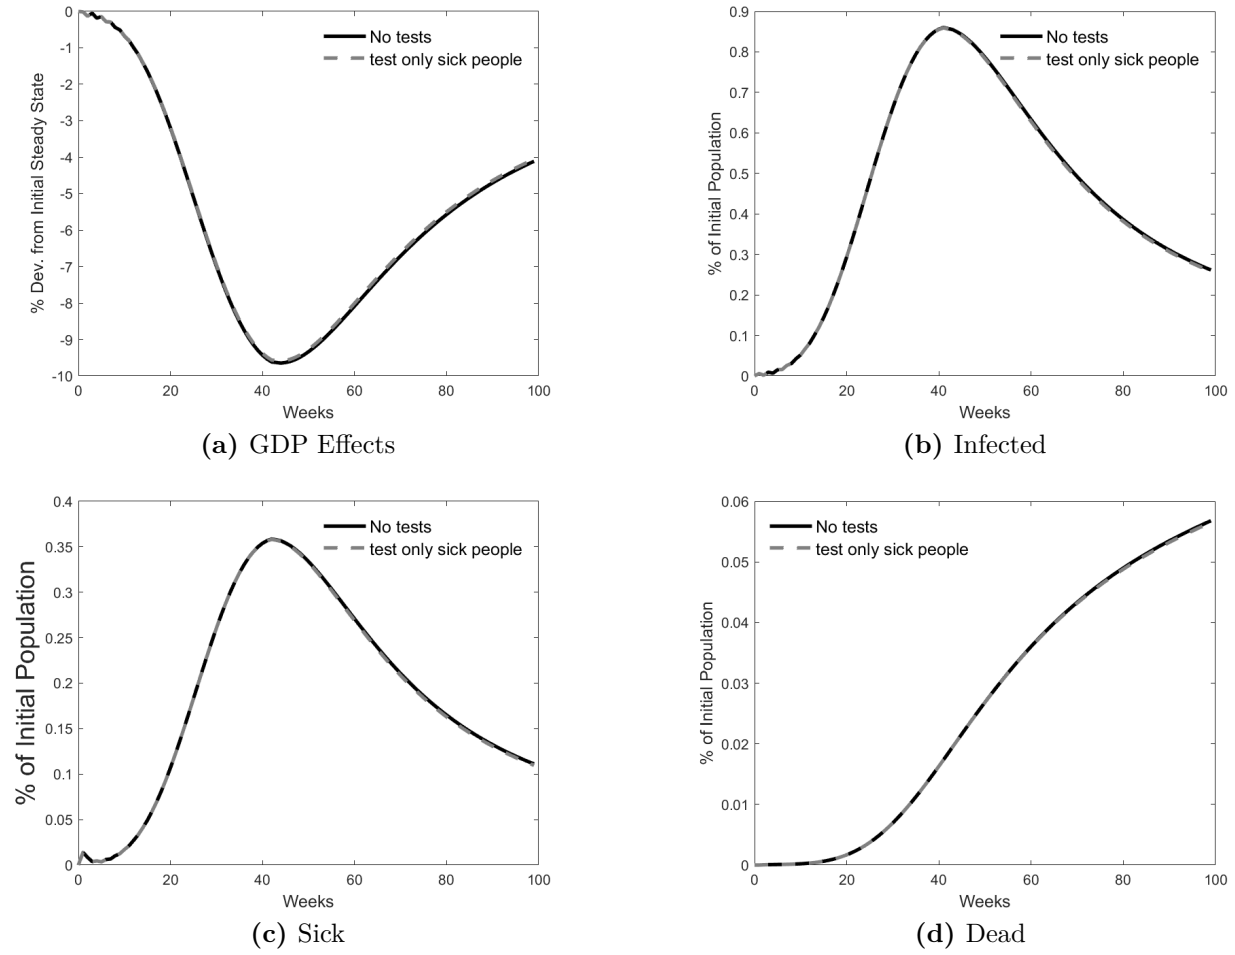 % Dev. from Initial Steady State
0
-1
-2
-3
-4
-5
-6
-7
-8
-9
-10
No tests
test only sick people
0 20 40 60 80 100
Weeks
(a) GDP Effects
% of Initial Population
0.9
0.8
0.7
0.6
0.5
0.4
0.3
0.2
0.1
0
No tests
test only sick people
0 20 40 60 80 100
Weeks
(b) Infected
% of Initial Population
0.4
0.35
0.3
0.25
0.2
0.15
0.1
0.05
0
No tests
test only sick people
0 20 40 60 80 100
Weeks
(c) Sick
% of Initial Population
0.06
0.05
0.04
0.03
0.02
0.01
0
No tests
test only sick people
0 20 40 60 80 100
Weeks
(d) Dead